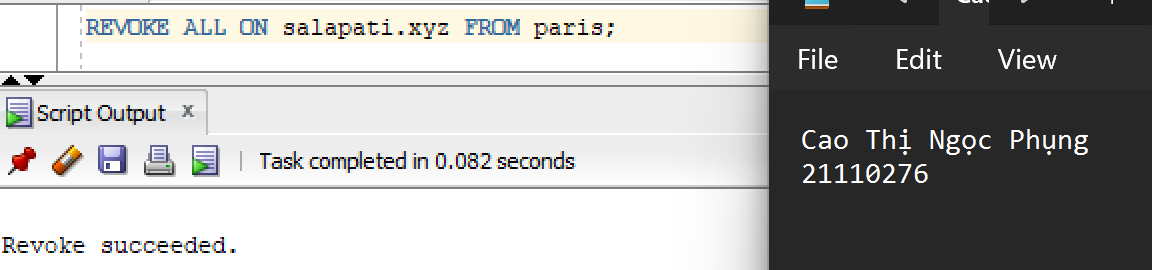 REVOKE ALL ON salapati.xyz FROM paris;
Script Output x
Task completed in 0.082 seconds
Revoke succeeded.
File Edit View
Cao Thị Ngọc Phụng
21110276